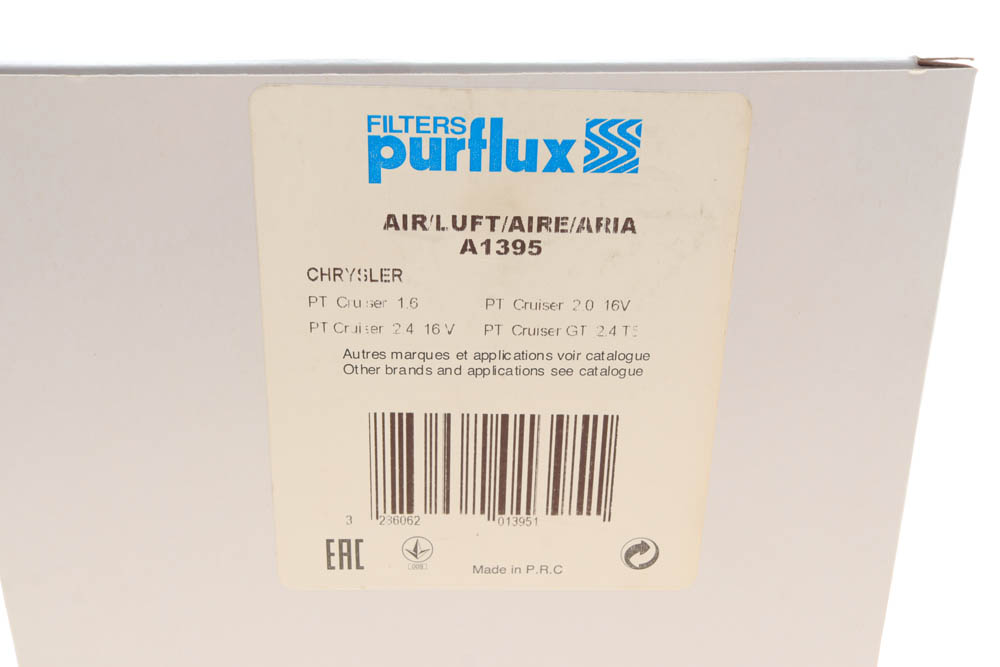 FILTERS
purflux
AIR/LUFT/AIRE/ARIA
A1395
CHRYSLER
PT Cruiser 1.6 PT Cruiser 2.0 16V
PT Cruiser 2.4 16 V PT Cruiser GT 2.4
Autres marques et applications voir catalogue
Other brands and applications see catalogue
3 286062 013951
EAC
Made in P.R.C